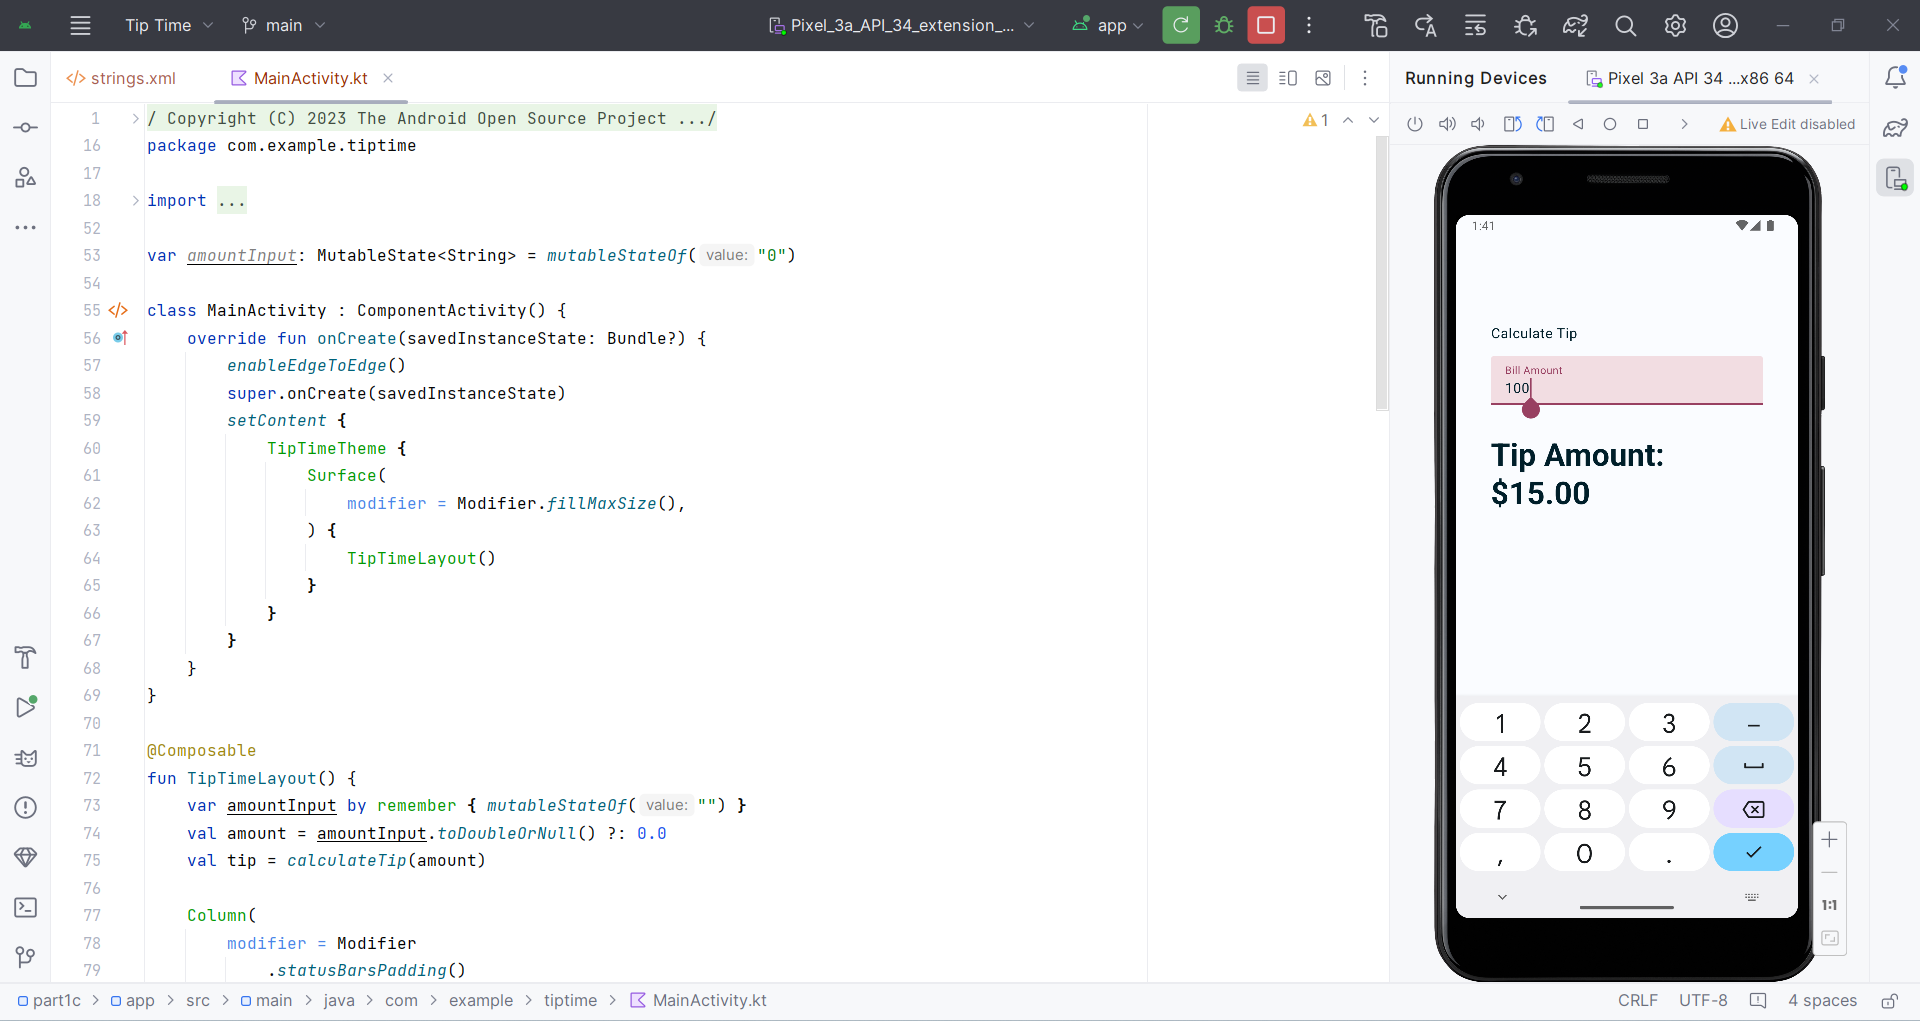 Tip Time main Pixel_3a_API_34_extension_... app
strings.xml MainActivity.kt
Running Devices Pixel 3a API 34 ...x86 64
Live Edit disabled
1
1 / Copyright (C) 2023 The Android Open Source Project .../
16 package com.example.tiptime
17
18 import ...
52
53 var amountInput: MutableState<String> = mutableStateOf( value: "0")
54
55 class MainActivity : ComponentActivity() {
56 override fun onCreate(savedInstanceState: Bundle?) {
57 enableEdgeToEdge()
58 super.onCreate(savedInstanceState)
59 setContent {
60 TipTimeTheme {
61 Surface(
62 modifier = Modifier.fillMaxSize(),
63 ) {
64 TipTimeLayout()
65 }
66 }
67 }
68 }
69 }
70
71 @Composable
72 fun TipTimeLayout() {
73 var amountInput by remember { mutableStateOf( value: "") }
74 val amount = amountInput.toDoubleOrNull() ?: 0.0
75 val tip = calculateTip(amount)
76
77 Column(
78 modifier = Modifier
79 .statusBarsPadding()
1:41
Calculate Tip
Bill Amount
100
Tip Amount:
$15.00
1 2 3 –
4 5 6
7 8 9
, 0 .
1:1
part1c app src main java com example tiptime MainActivity.kt
CRLF UTF-8 4 spaces